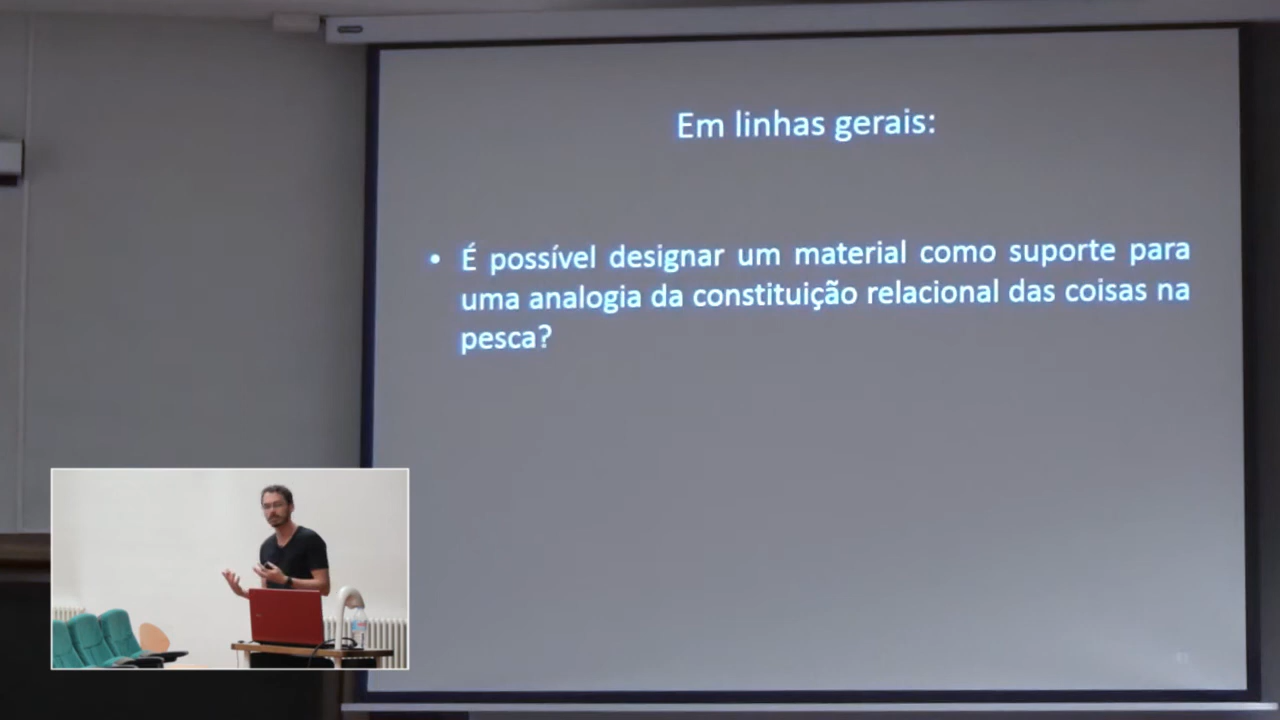 Em linhas gerais:
• É possível designar um material como suporte para
uma analogia da constituição relacional das coisas na
pesca?